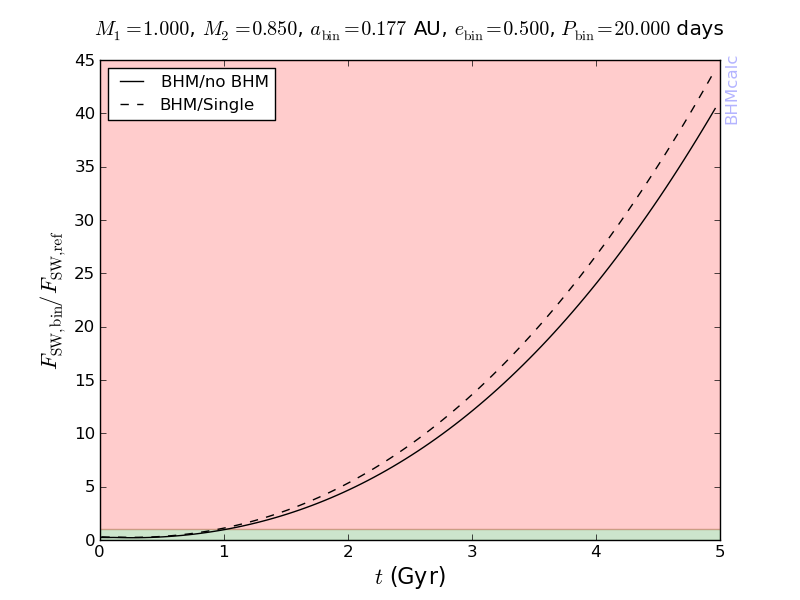 M₁ =1.000, M₂ =0.850, a_bin =0.177 AU, e_bin =0.500, P_bin =20.000 days
BHM/no BHM
BHM/Single
BHMcalc
F_SW,bin/F_SW,ref
45
40
35
30
25
20
15
10
5
0
0 1 2 3 4 5
t (Gyr)